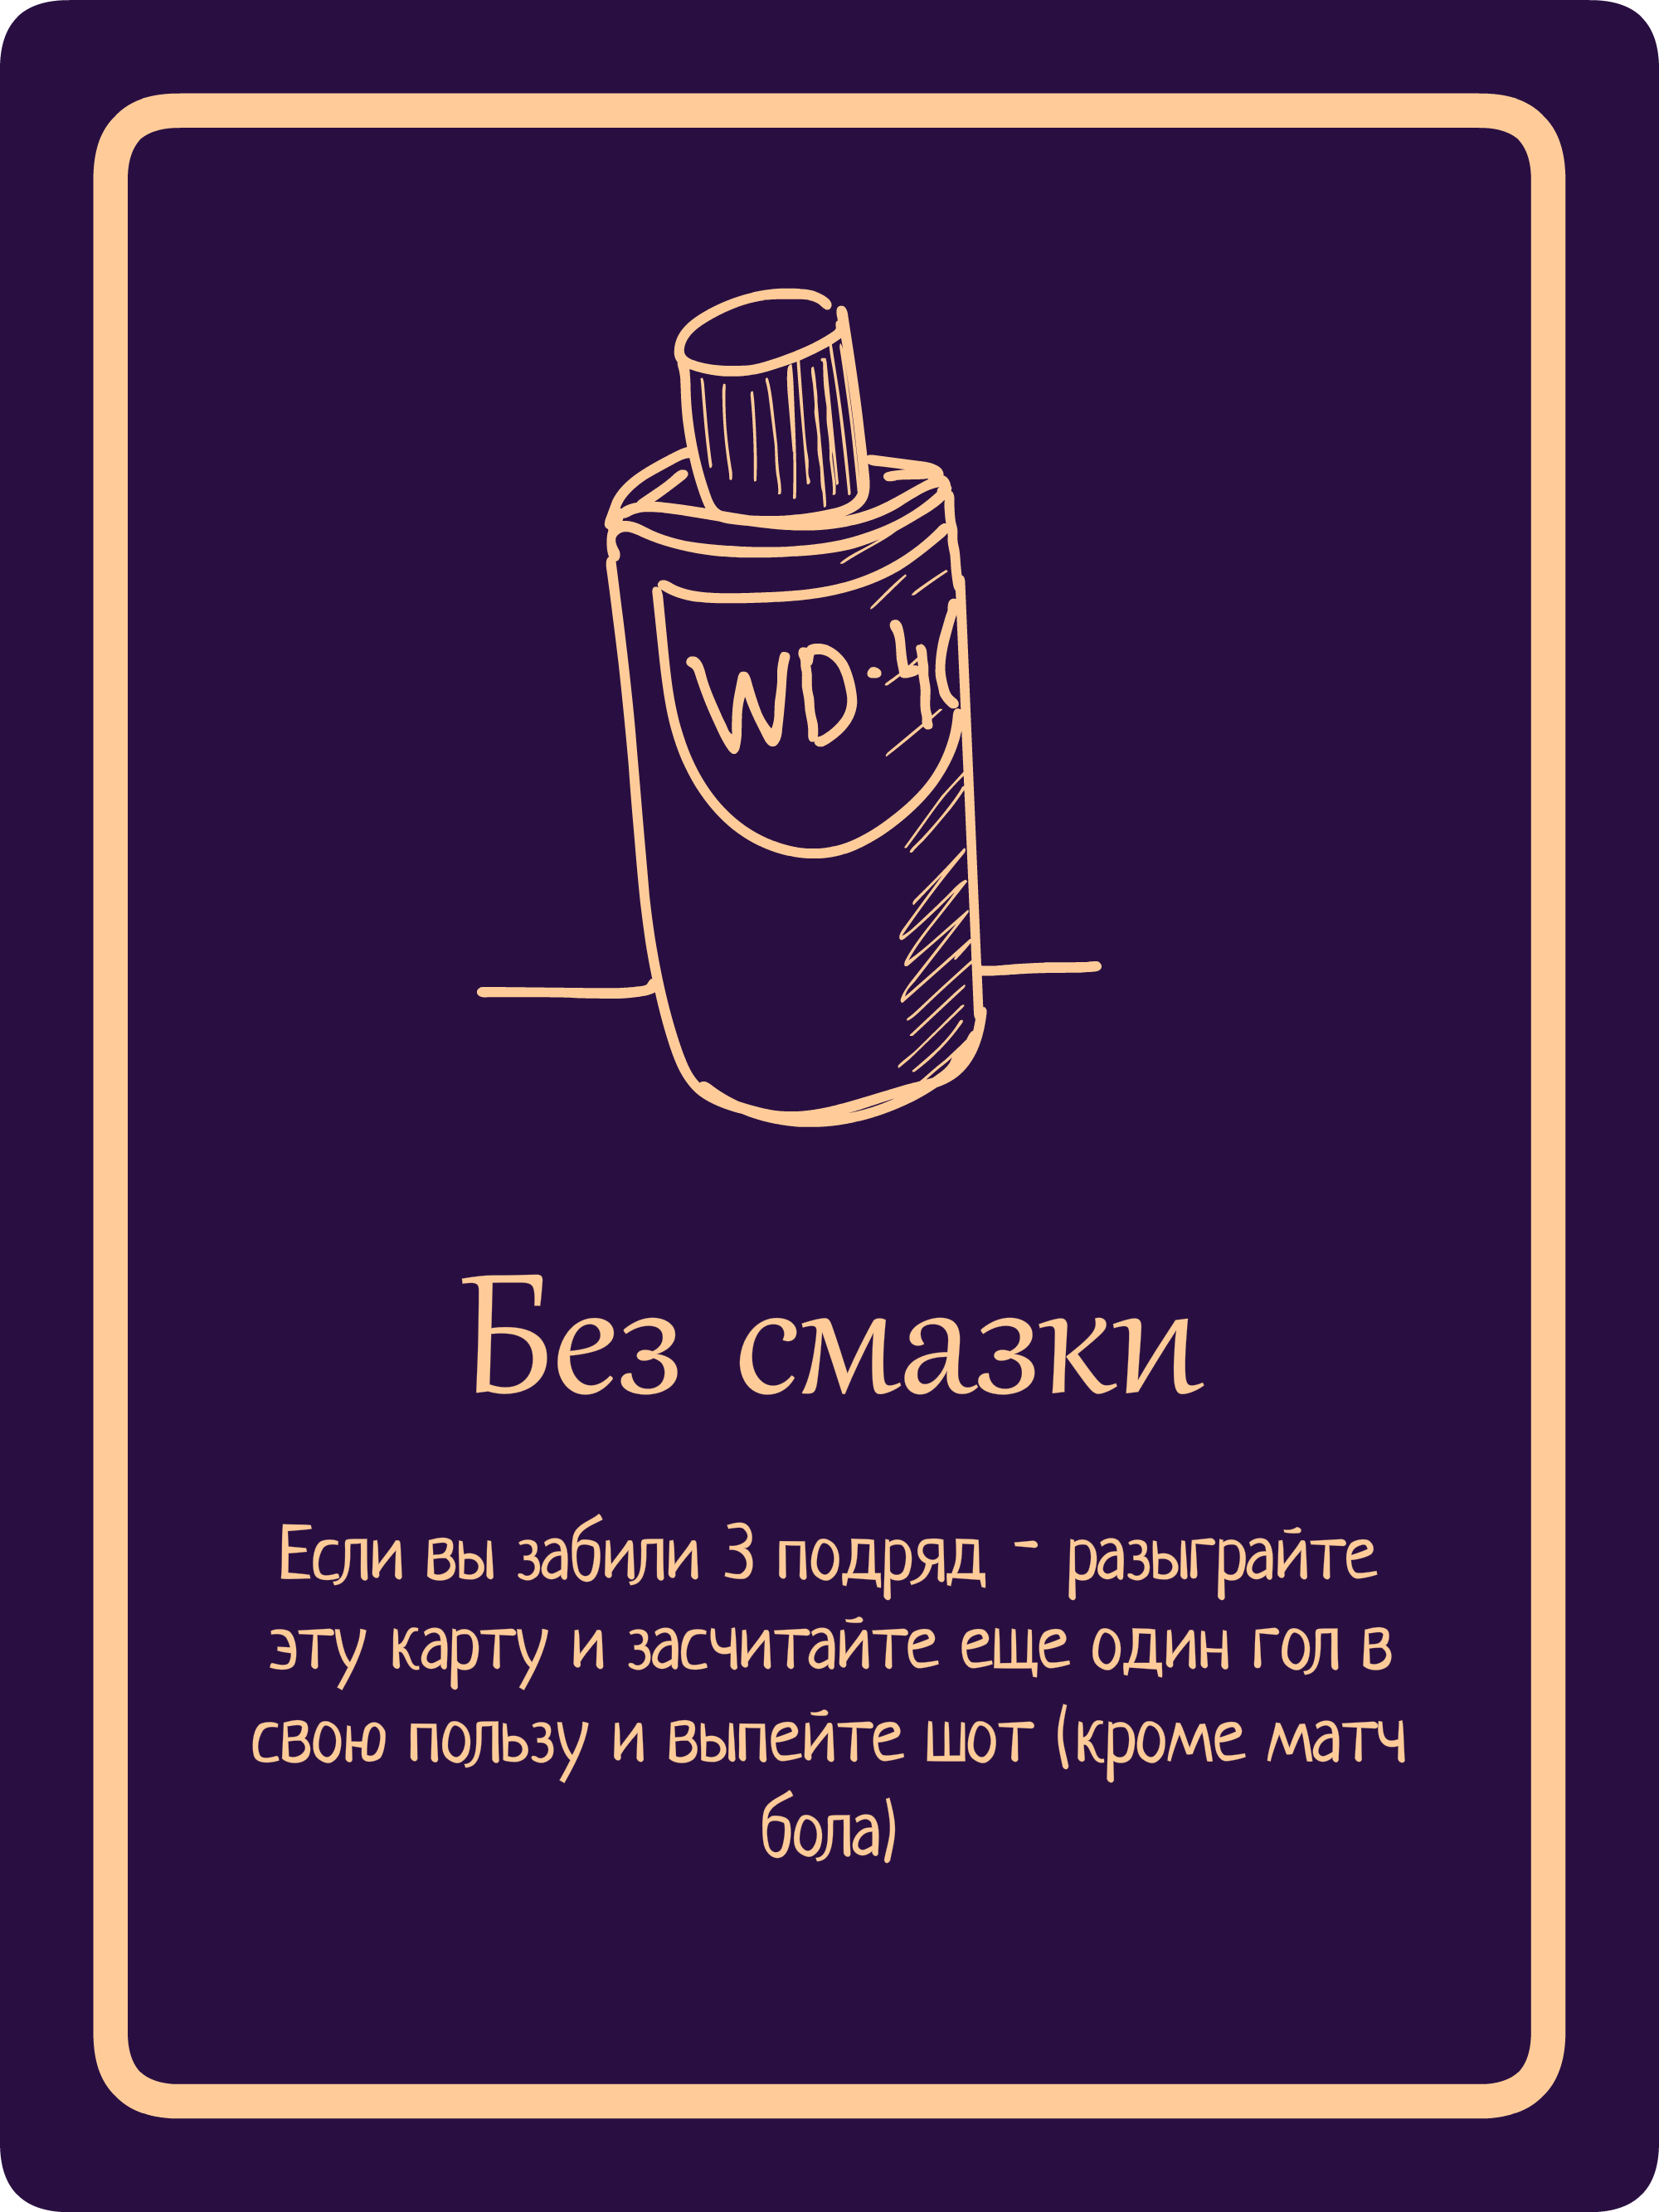 WD-40
Без смазки
Если вы забили 3 подряд - разыграйте
эту карту и засчитайте еще один гол в
свою пользу и выпейте шот (кроме матч
бола)